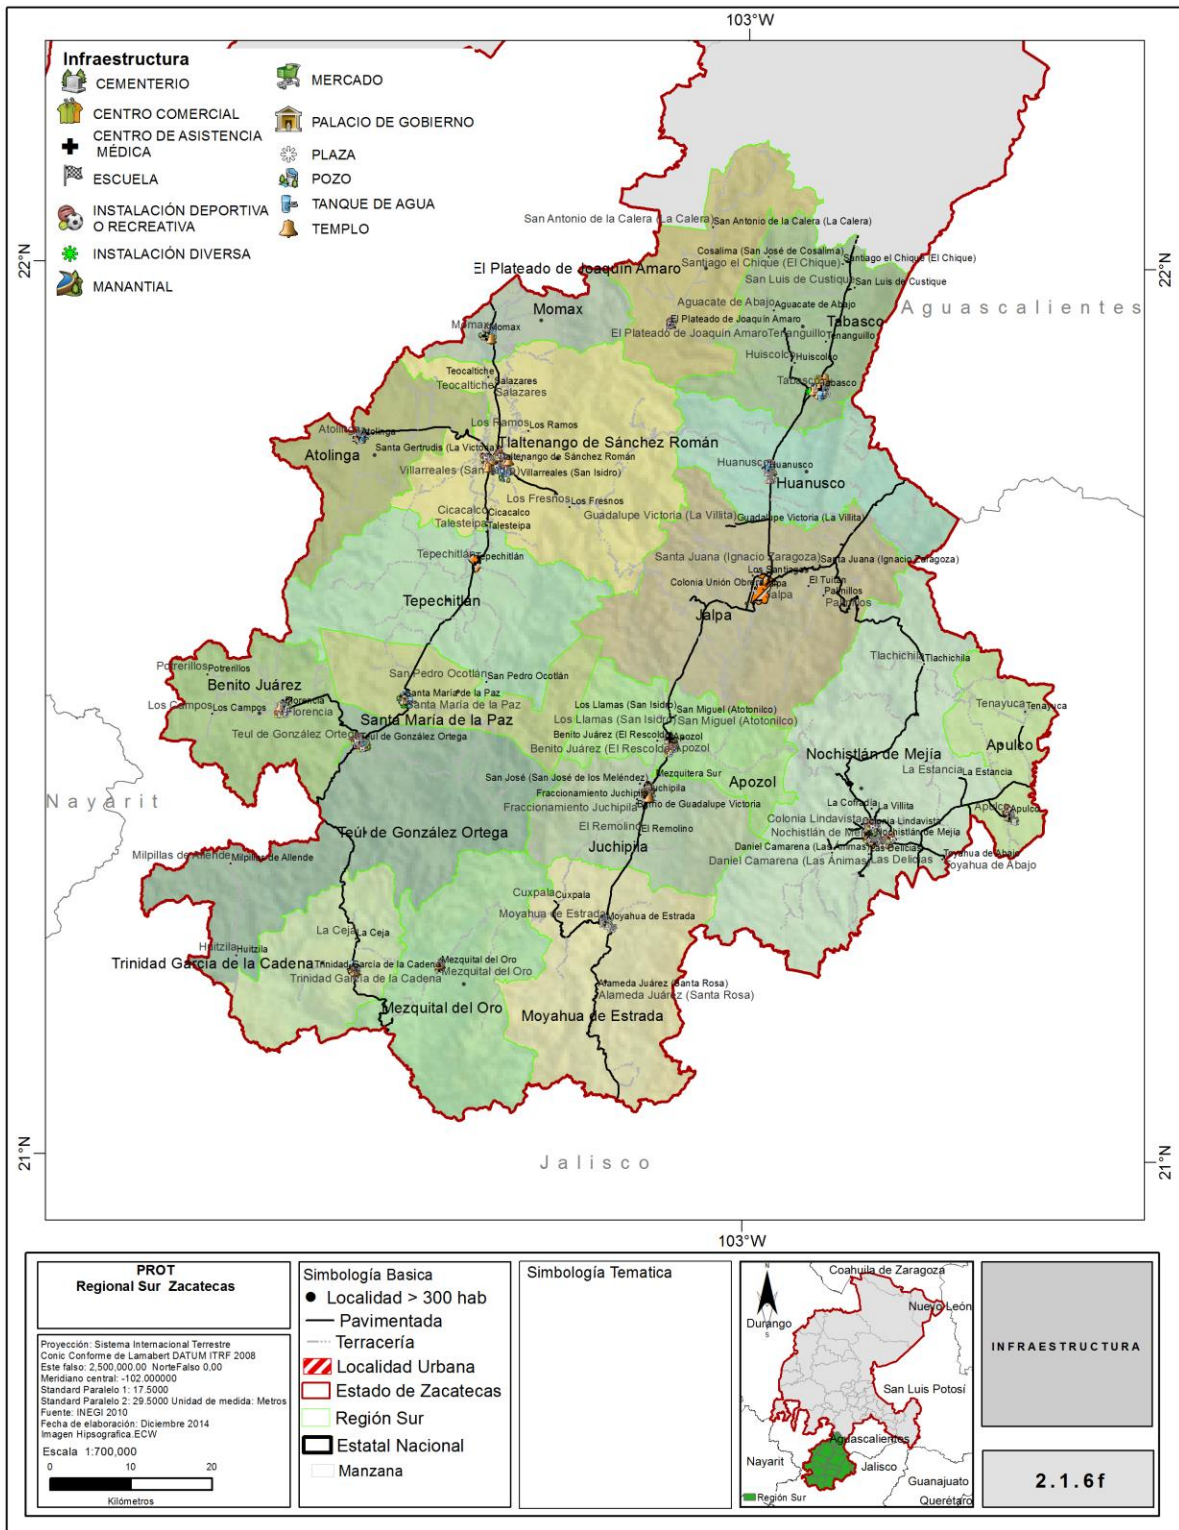 103°W
Infraestructura
CEMENTERIO
CENTRO COMERCIAL
CENTRO DE ASISTENCIA
MÉDICA
ESCUELA
INSTALACIÓN DEPORTIVA
O RECREATIVA
INSTALACIÓN DIVERSA
MANANTIAL
MERCADO
PALACIO DE GOBIERNO
PLAZA
POZO
TANQUE DE AGUA
TEMPLO
22°N
22°N
San Antonio de la Calera (La Calera)
San Antonio de la Calera (La Calera)
Cosalima (San José de Cosalima)
Santiago el Chique (El Chique)
Santiago el Chique (El Chique)
El Plateado de Joaquín Amaro
San Luis de Custique
San Luis de Custique
Aguascalientes
Momax
Momax
Momax
Aguacate de Abajo
Aguacate de Abajo
El Plateado de Joaquín Amaro
El Plateado de Joaquín Amaro
Tabasco
Tenanguillo
Tenanguillo
Huiscolco
Huiscolco
Tabasco
Tabasco
Teocaltiche
Teocaltiche
Salazares
Salazares
Los Ramos
Los Ramos
Atolinga
Atolinga
Atolinga
Santa Gertrudis (La Victoria)
Tlaltenango de Sánchez Román
Tlaltenango de Sánchez Román
Villarreales (San Isidro)
Villarreales (San Isidro)
Huanusco
Huanusco
Huanusco
Los Fresnos
Los Fresnos
Cicacalco
Cicacalco
Talesteipa
Talesteipa
Guadalupe Victoria (La Villita)
Guadalupe Victoria (La Villita)
Tepechitlán
Tepechitlán
Tepechitlán
Santa Juana (Ignacio Zaragoza)
Santa Juana (Ignacio Zaragoza)
Los Santiagos
Colonia Unión Obrera
Jalpa
Jalpa
Jalpa
El Tuitán
Palmillos
Palmillos
Tlachichila
Tlachichila
Potrerillos
Potrerillos
Benito Juárez
Los Campos
Los Campos
Florencia
Florencia
San Pedro Ocotlán
San Pedro Ocotlán
Santa María de la Paz
Santa María de la Paz
Santa María de la Paz
Teul de González Ortega
Teul de González Ortega
Teúl de González Ortega
Los Llamas (San Isidro)
Los Llamas (San Isidro)
San Miguel (Atotonilco)
San Miguel (Atotonilco)
Benito Juárez (El Rescoldo)
Benito Juárez (El Rescoldo)
Apozol
Apozol
Apozol
Tenayuca
Tenayuca
Apulco
Apulco
Apulco
Nochistlán de Mejía
La Estancia
La Estancia
Mezquitera Sur
San José (San José de los Meléndez)
Juchipila
Fraccionamiento Juchipila
Fraccionamiento Juchipila
Barrio de Guadalupe Victoria
El Remolino
El Remolino
Juchipila
La Cofradía
La Villita
Colonia Lindavista
Colonia Lindavista
Nochistlán de Mejía
Nochistlán de Mejía
Daniel Camarena (Las Ánimas)
Daniel Camarena (Las Ánimas)
Las Delicias
Las Delicias
Toyahua de Abajo
Toyahua de Abajo
Nayarit
Milpillas de Allende
Milpillas de Allende
Cuxpala
Cuxpala
Moyahua de Estrada
Moyahua de Estrada
Moyahua de Estrada
La Ceja
La Ceja
Huitzila
Huitzila
Trinidad García de la Cadena
Trinidad García de la Cadena
Trinidad García de la Cadena
Mezquital del Oro
Mezquital del Oro
Mezquital del Oro
Alameda Juárez (Santa Rosa)
Alameda Juárez (Santa Rosa)
21°N
21°N
Jalisco
103°W
PROT
Regional Sur Zacatecas
Proyección: Sistema Internacional Terrestre
Conic Conforme de Lamabert DATUM ITRF 2008
Este falso: 2,500,000.00 NorteFalso 0,00
Meridiano central: -102.000000
Standard Paralelo 1: 17.5000
Standard Paralelo 2: 29.5000 Unidad de medida: Metros
Fuente: INEGI 2010
Fecha de elaboración: Diciembre 2014
Imagen Hipsografica.ECW
Escala 1:700,000
0 10 20
Kilómetros
Simbología Basica
Localidad > 300 hab
Pavimentada
Terracería
Localidad Urbana
Estado de Zacatecas
Región Sur
Estatal Nacional
Manzana
Simbología Tematica
N
S
Coahuila de Zaragoza
Nuevo León
Durango
San Luis Potosí
Aguascalientes
Nayarit
Jalisco
Guanajuato
Querétaro
Región Sur
INFRAESTRUCTURA
2.1.6f